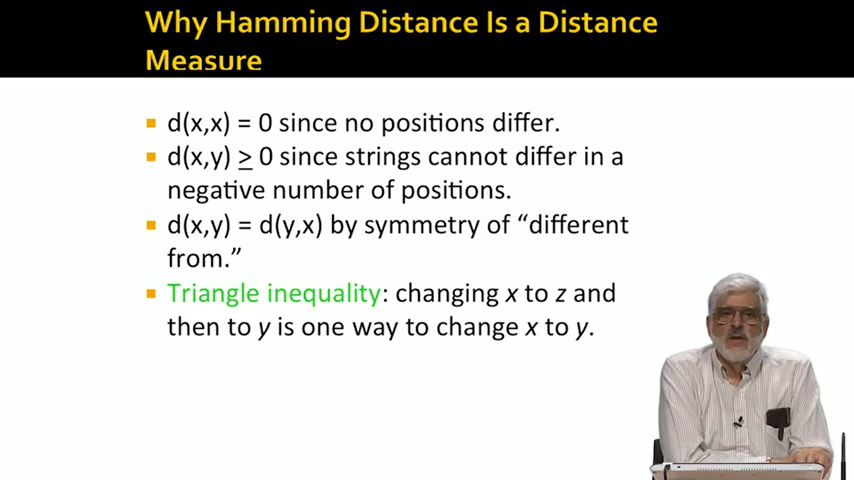 Why Hamming Distance Is a Distance
Measure
▪ d(x,x) = 0 since no positions differ.
▪ d(x,y) ≥ 0 since strings cannot differ in a
negative number of positions.
▪ d(x,y) = d(y,x) by symmetry of “different
from.”
▪ Triangle inequality: changing x to z and
then to y is one way to change x to y.